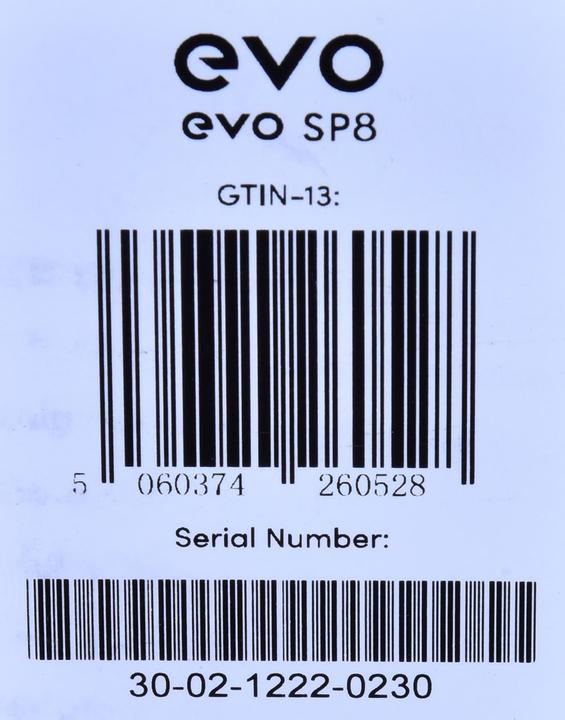 evo
evo SP8
GTIN-13:
5 060374 260528
Serial Number:
30-02-1222-0230